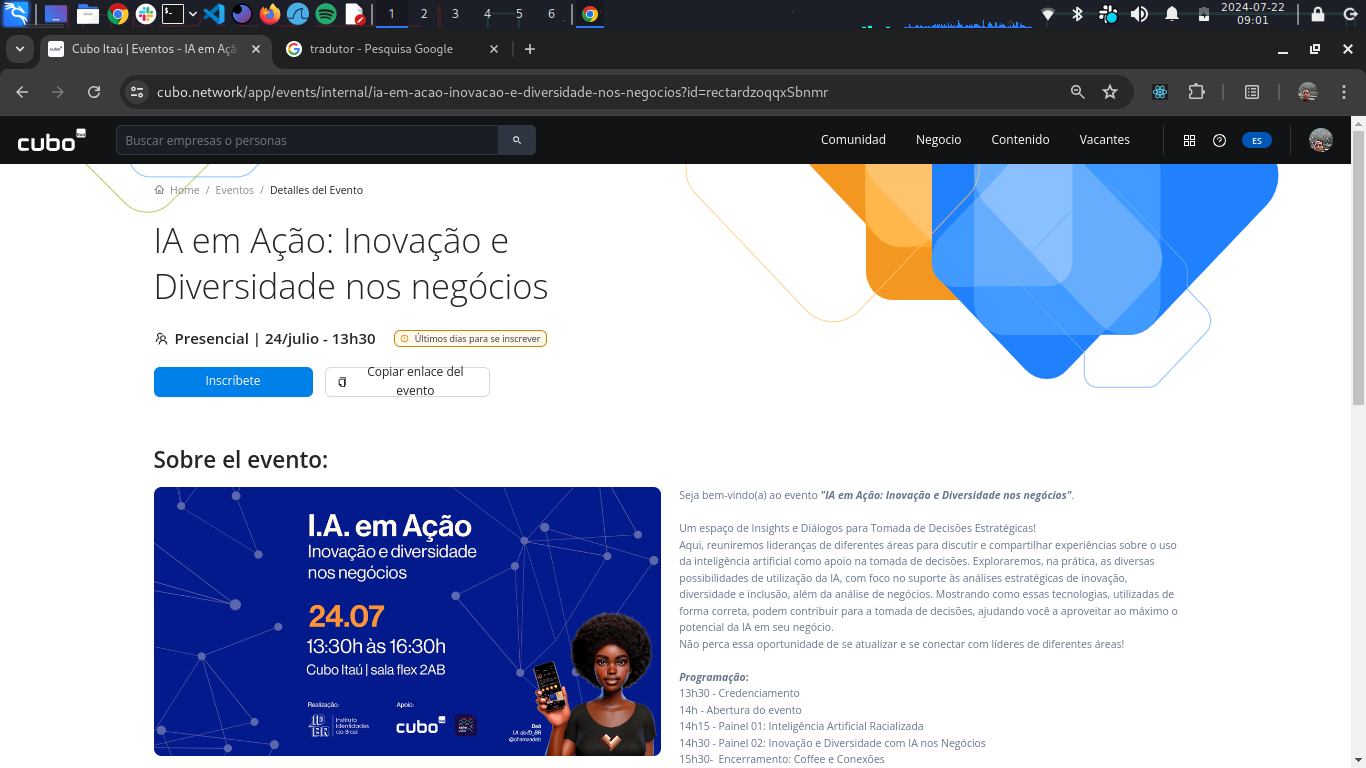 1 2 3 4 5 6
2024-07-22
09:01
Cubo Itaú | Eventos - IA em Açã
tradutor - Pesquisa Google
cubo.network/app/events/internal/ia-em-acao-inovacao-e-diversidade-nos-negocios?id=rectardzoqqxSbnmr
cubo
Buscar empresas o personas
Comunidad
Negocio
Contenido
Vacantes
ES
Home / Eventos / Detalles del Evento
IA em Ação: Inovação e
Diversidade nos negócios
Presencial | 24/julio - 13h30
Últimos dias para se inscrever
Inscríbete
Copiar enlace del
evento
Sobre el evento:
I.A. em Ação
Inovação e diversidade
nos negócios
24.07
13:30h às 16:30h
Cubo Itaú | sala flex 2AB
Realização:
Apoio:
ID_BR
Instituto
Identidades
do Brasil
cubo
Deb
IA. do ID_BR
@chamadeb
Seja bem-vindo(a) ao evento "IA em Ação: Inovação e Diversidade nos negócios".
Um espaço de Insights e Diálogos para Tomada de Decisões Estratégicas!
Aqui, reuniremos lideranças de diferentes áreas para discutir e compartilhar experiências sobre o uso
da inteligência artificial como apoio na tomada de decisões. Exploraremos, na prática, as diversas
possibilidades de utilização da IA, com foco no suporte às análises estratégicas de inovação,
diversidade e inclusão, além da análise de negócios. Mostrando como essas tecnologias, utilizadas de
forma correta, podem contribuir para a tomada de decisões, ajudando você a aproveitar ao máximo o
potencial da IA em seu negócio.
Não perca essa oportunidade de se atualizar e se conectar com líderes de diferentes áreas!
Programação:
13h30 - Credenciamento
14h - Abertura do evento
14h15 - Painel 01: Inteligência Artificial Racializada
14h30 - Painel 02: Inovação e Diversidade com IA nos Negócios
15h30- Encerramento: Coffee e Conexões